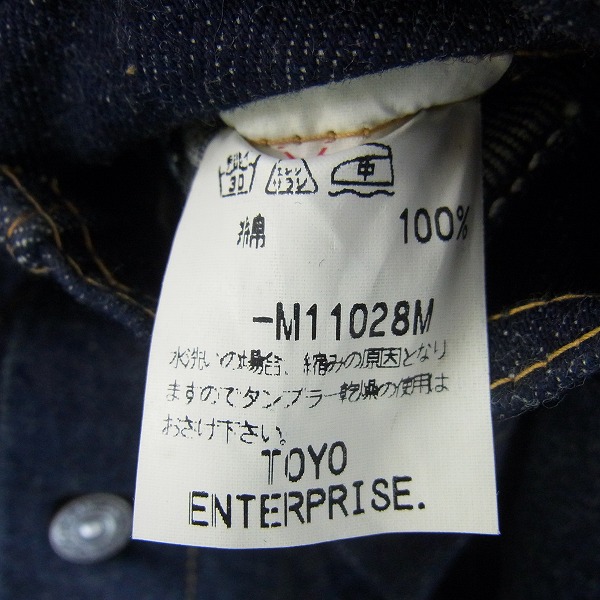 中
綿 100%
-M11028M
水洗いの場合、縮みの原因となり
ますのでタンブラー乾燥の使用は
おさけ下さい。
TOYO
ENTERPRISE.